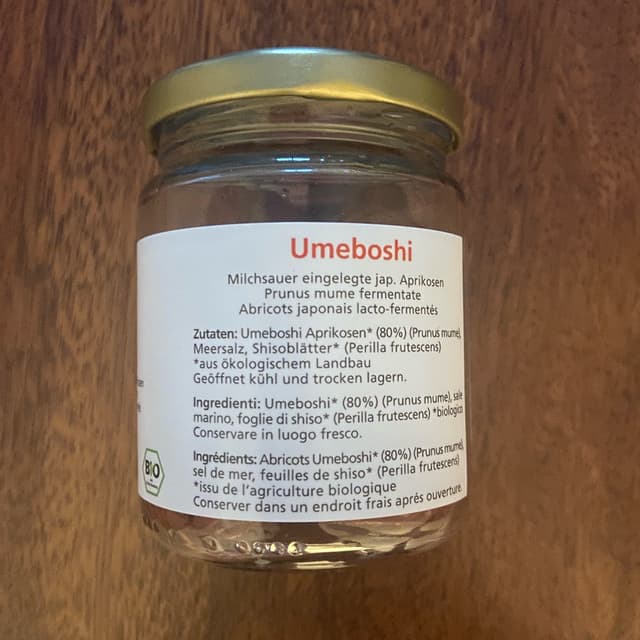 Umeboshi
Milchsauer eingelegte jap. Aprikosen
Prunus mume fermentate
Abricots japonais lacto-fermentés
Zutaten: Umeboshi Aprikosen* (80%) (Prunus mume),
Meersalz, Shisoblätter* (Perilla frutescens)
*aus ökologischem Landbau
Geöffnet kühl und trocken lagern.
Ingredienti: Umeboshi* (80%) (Prunus mume), sale
marino, foglie di shiso* (Perilla frutescens) *biologico
Conservare in luogo fresco.
Ingrédients: Abricots Umeboshi* (80%) (Prunus mume),
sel de mer, feuilles de shiso* (Perilla frutescens)
*issu de l'agriculture biologique
Conserver dans un endroit frais aprés ouverture.
BIO